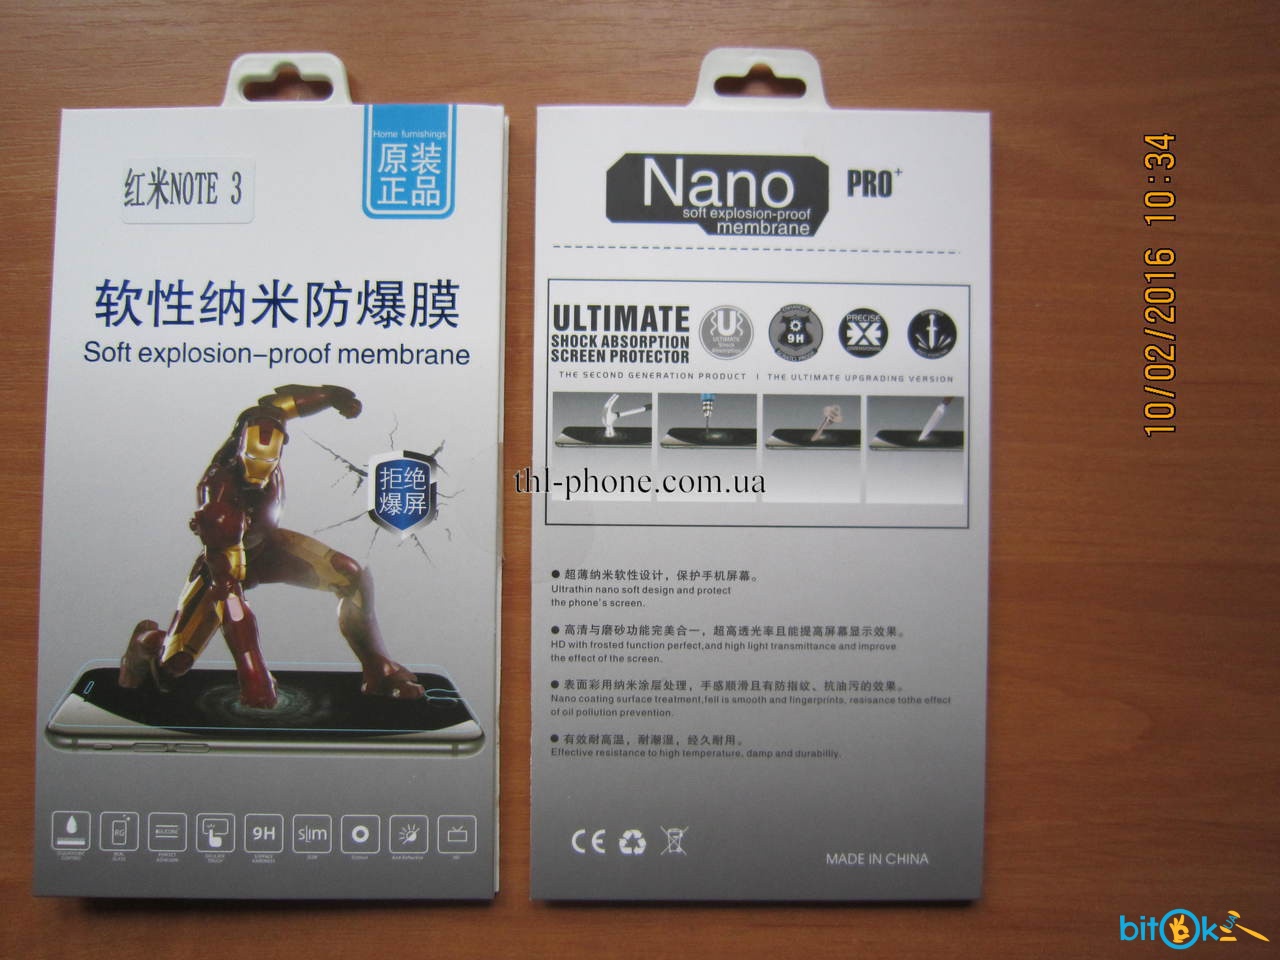 Home furnishings
原装
正品
红米NOTE 3
软性纳米防爆膜
Soft explosion-proof membrane
拒绝
爆屏
RG
SILICONE
9H
slim
Nano
soft explosion-proof
membrane
PRO+
ULTIMATE
SHOCK ABSORPTION
SCREEN PROTECTOR
U
ULTIMATE
Shock
Absorption
9H
PRECISE
THE SECOND GENERATION PRODUCT | THE ULTIMATE UPGRADING VERSION
thl-phone.com.ua
● 超薄纳米软性设计，保护手机屏幕。
Ultrathin nano soft design and protect
the phone's screen.
● 高清与磨砂功能完美合一，超高透光率且能提高屏幕显示效果。
HD with frosted function perfect,and high light transmittance and improve
the effect of the screen.
● 表面彩用纳米涂层处理，手感顺滑且有防指纹、杭油污的效果。
Nano coating surface treatment,fell is smooth and fingerprints, resisance tothe effect
of oil pollution prevention.
● 有效耐高温，耐潮湿，经久耐用。
Effective resistance to high temperature, damp and durabilliy.
CE
MADE IN CHINA
10/02/2016 10:34
bitOk
UA